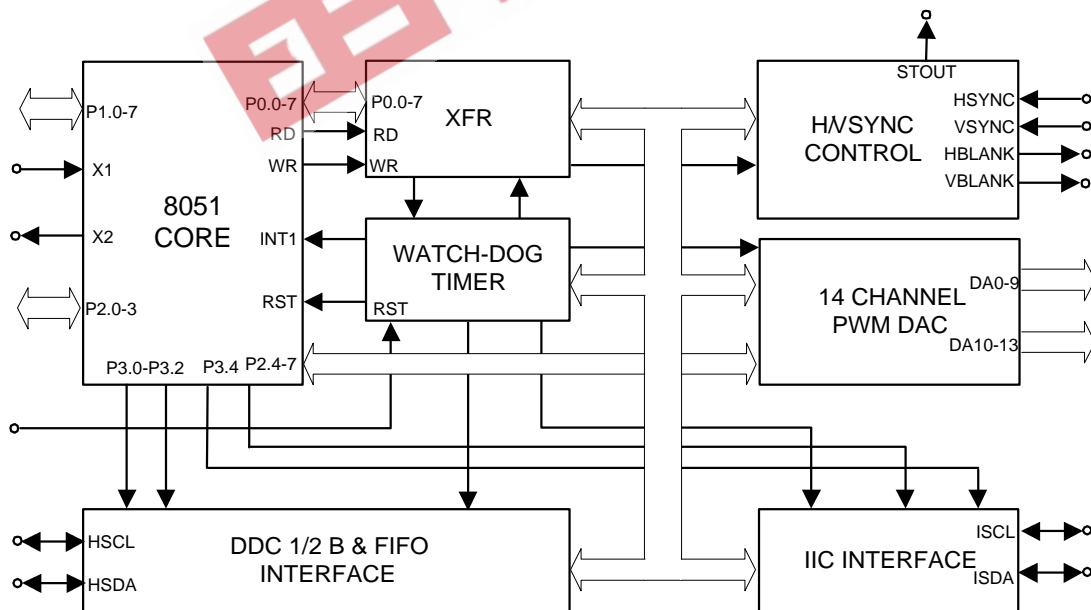 STOUT
P1.0-7
P0.0-7
P0.0-7
XFR
HSYNC
RD
RD
H/VSYNC
CONTROL
VSYNC
WR
WR
HBLANK
X1
VBLANK
8051
CORE
X2
INT1
WATCH-DOG
TIMER
P2.0-3
RST
RST
14 CHANNEL
PWM DAC
DA0-9
DA10-13
P3.0-P3.2
P3.4
P2.4-7
HSCL
DDC 1/2 B & FIFO
INTERFACE
HSDA
IIC INTERFACE
ISCL
ISDA